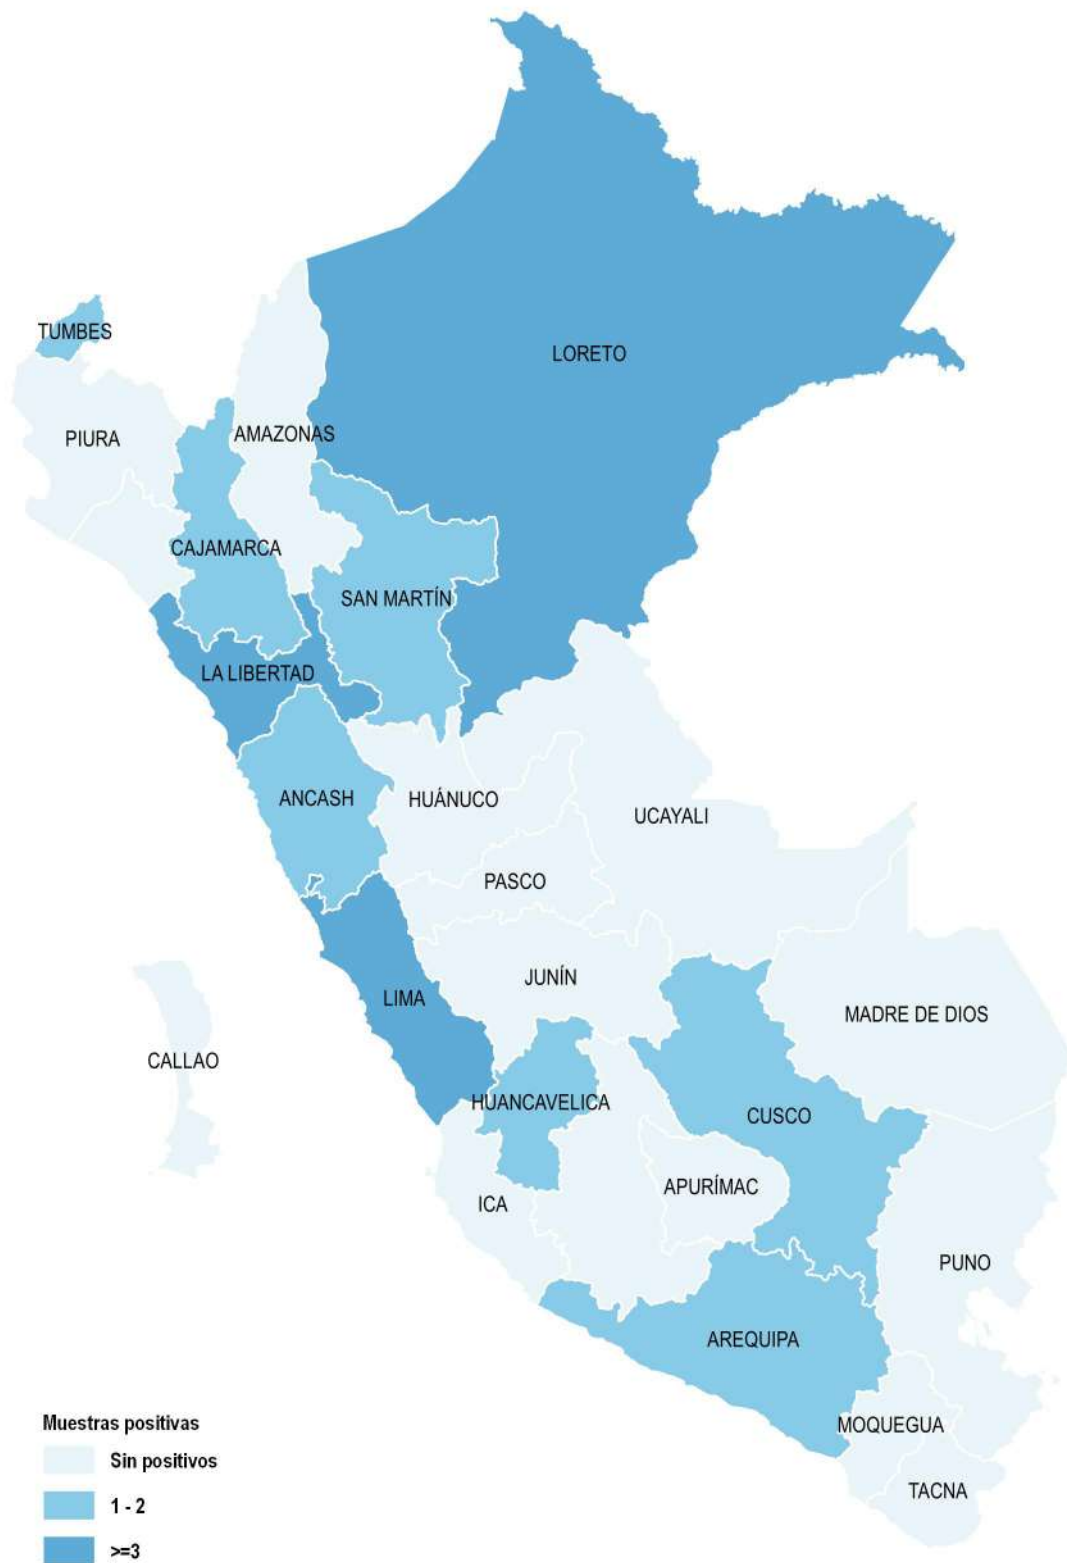 TUMBES
LORETO
PIURA
AMAZONAS
CAJAMARCA
SAN MARTÍN
LA LIBERTAD
ANCASH
HUÁNUCO
UCAYALI
PASCO
JUNÍN
LIMA
MADRE DE DIOS
CALLAO
HUANCAVELICA
CUSCO
APURÍMAC
ICA
PUNO
AREQUIPA
MOQUEGUA
TACNA
Muestras positivas
Sin positivos
1 - 2
>=3